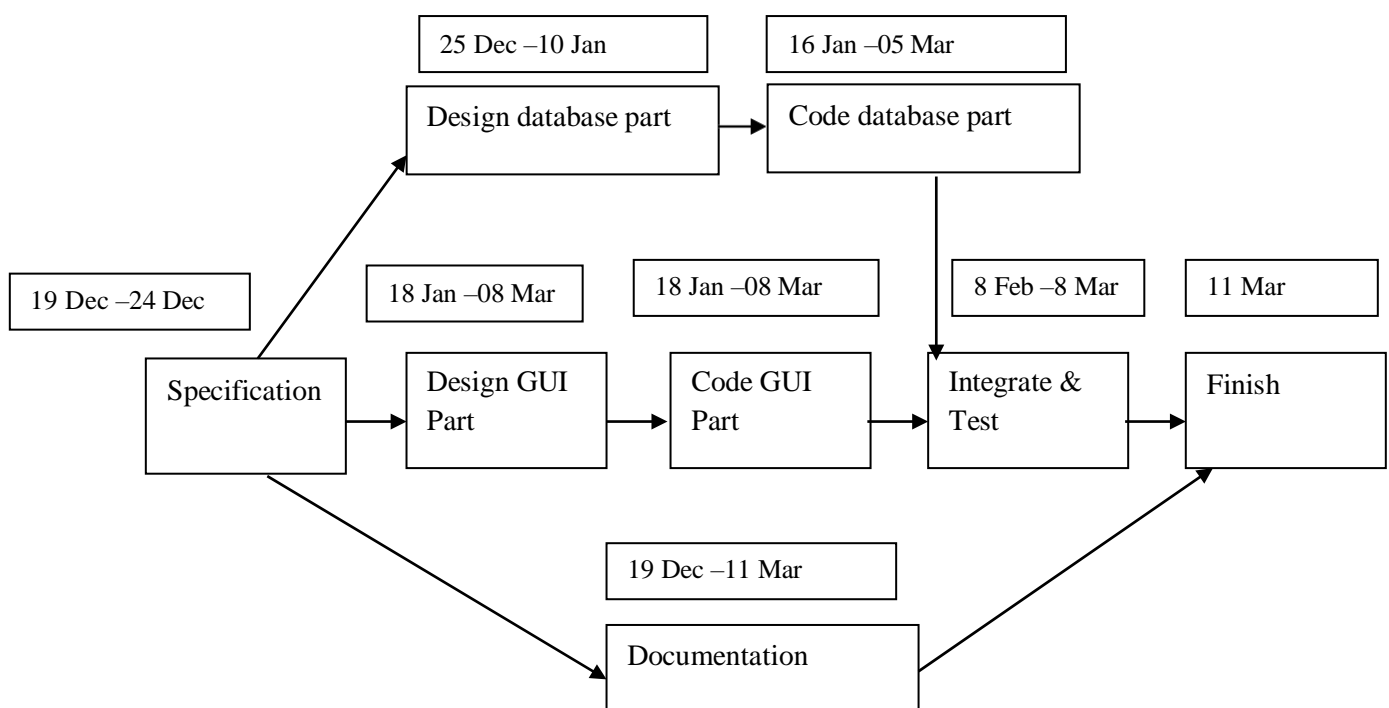 25 Dec –10 Jan
16 Jan –05 Mar
Design database part
Code database part
19 Dec –24 Dec
18 Jan –08 Mar
18 Jan –08 Mar
8 Feb –8 Mar
11 Mar
Specification
Design GUI
Part
Code GUI
Part
Integrate &
Test
Finish
19 Dec –11 Mar
Documentation